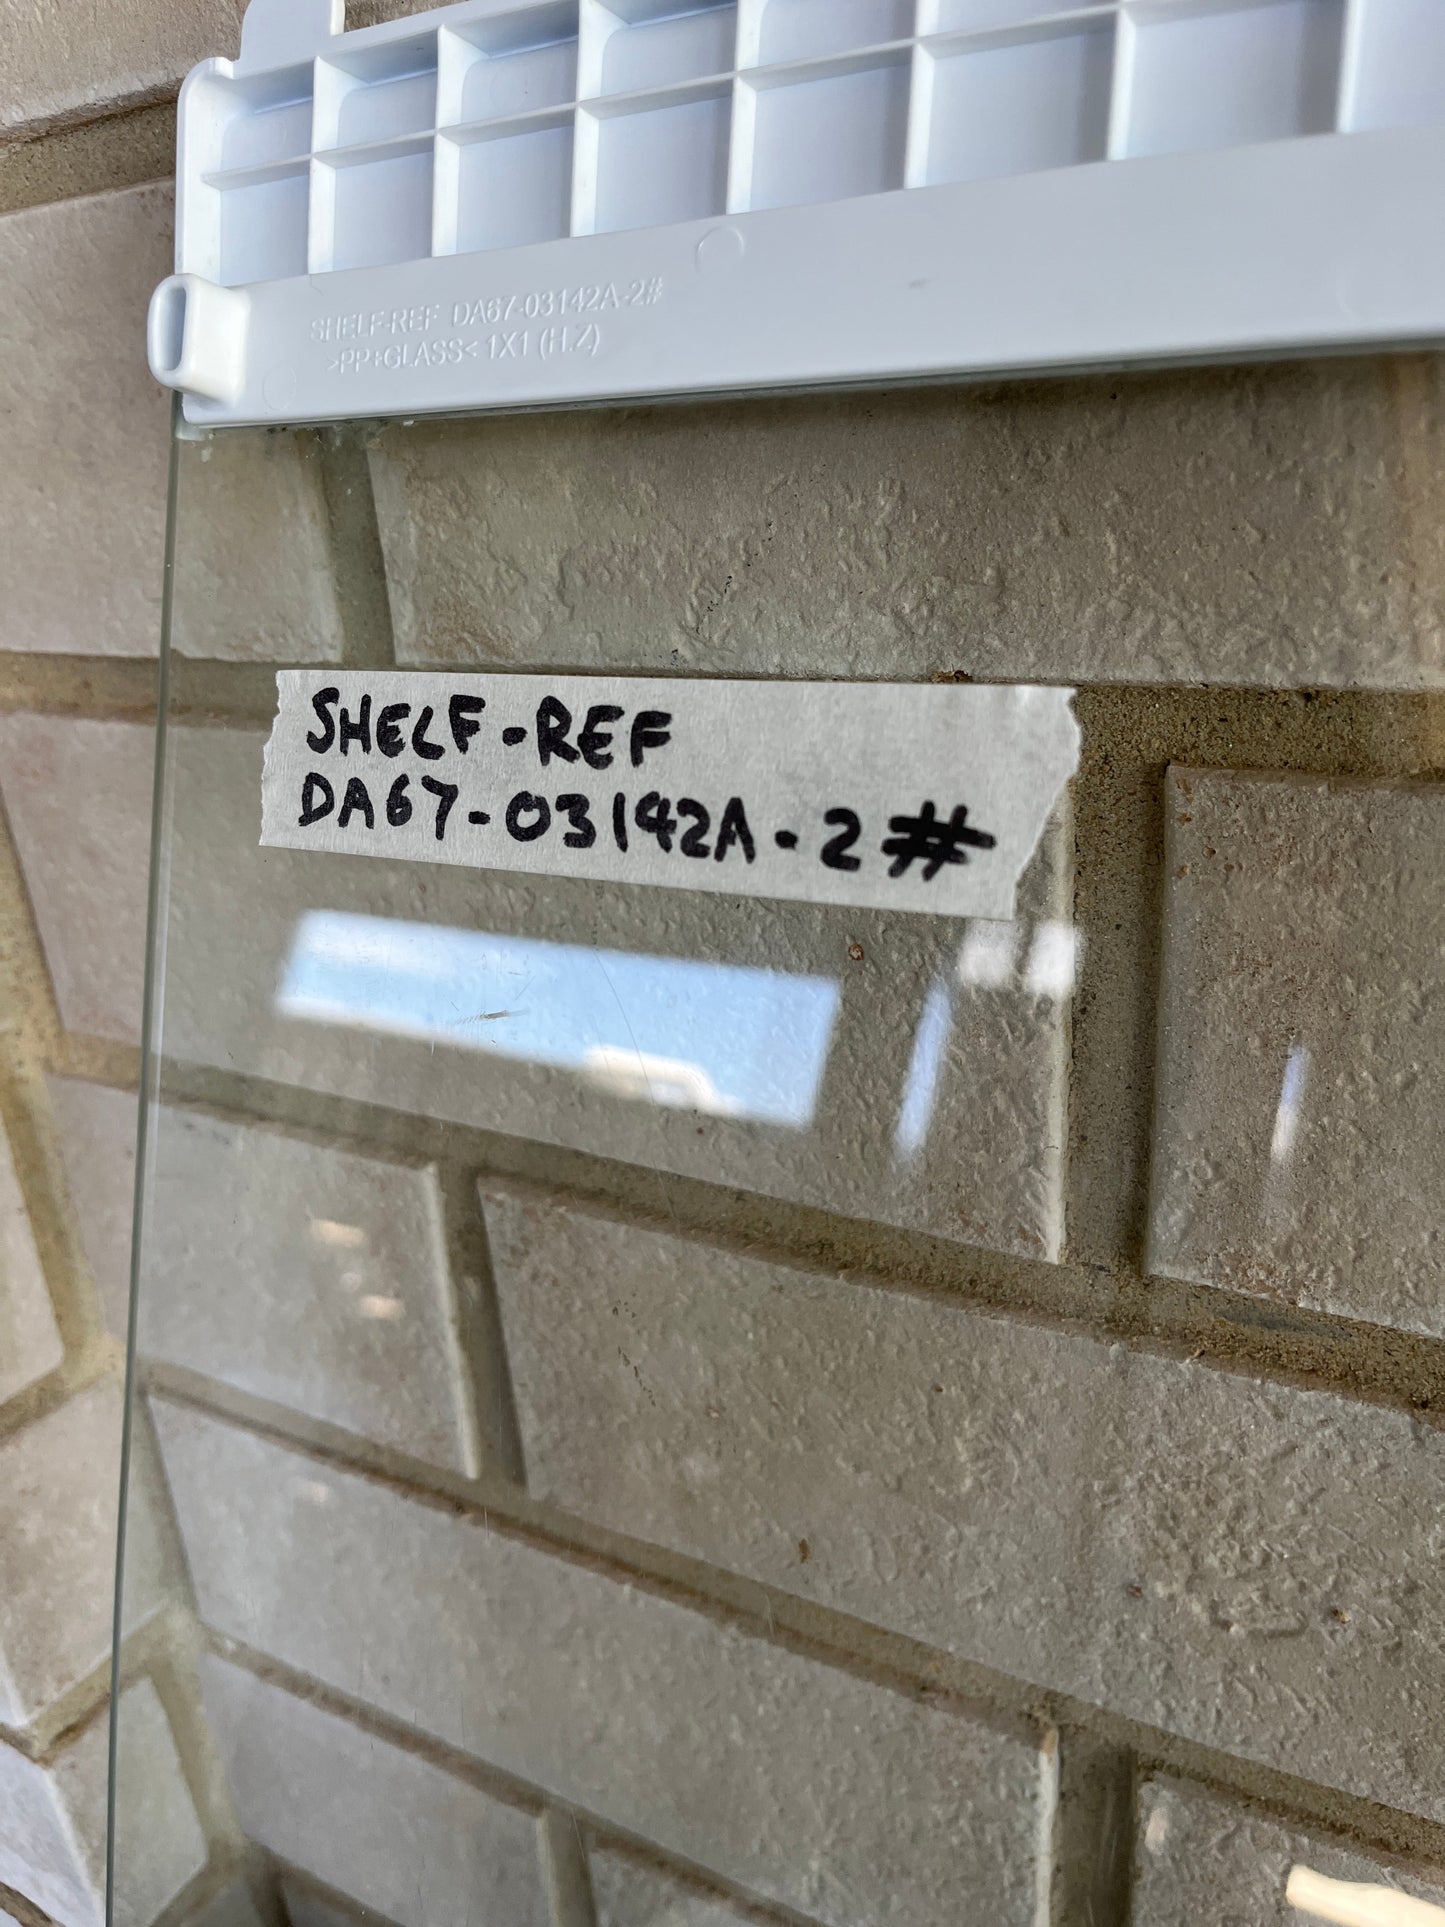 SHELF-REF DA67-03142A-2#
>PP+GLASS< 1X1 (H.Z)
SHELF-REF
DA67-03142A-2#